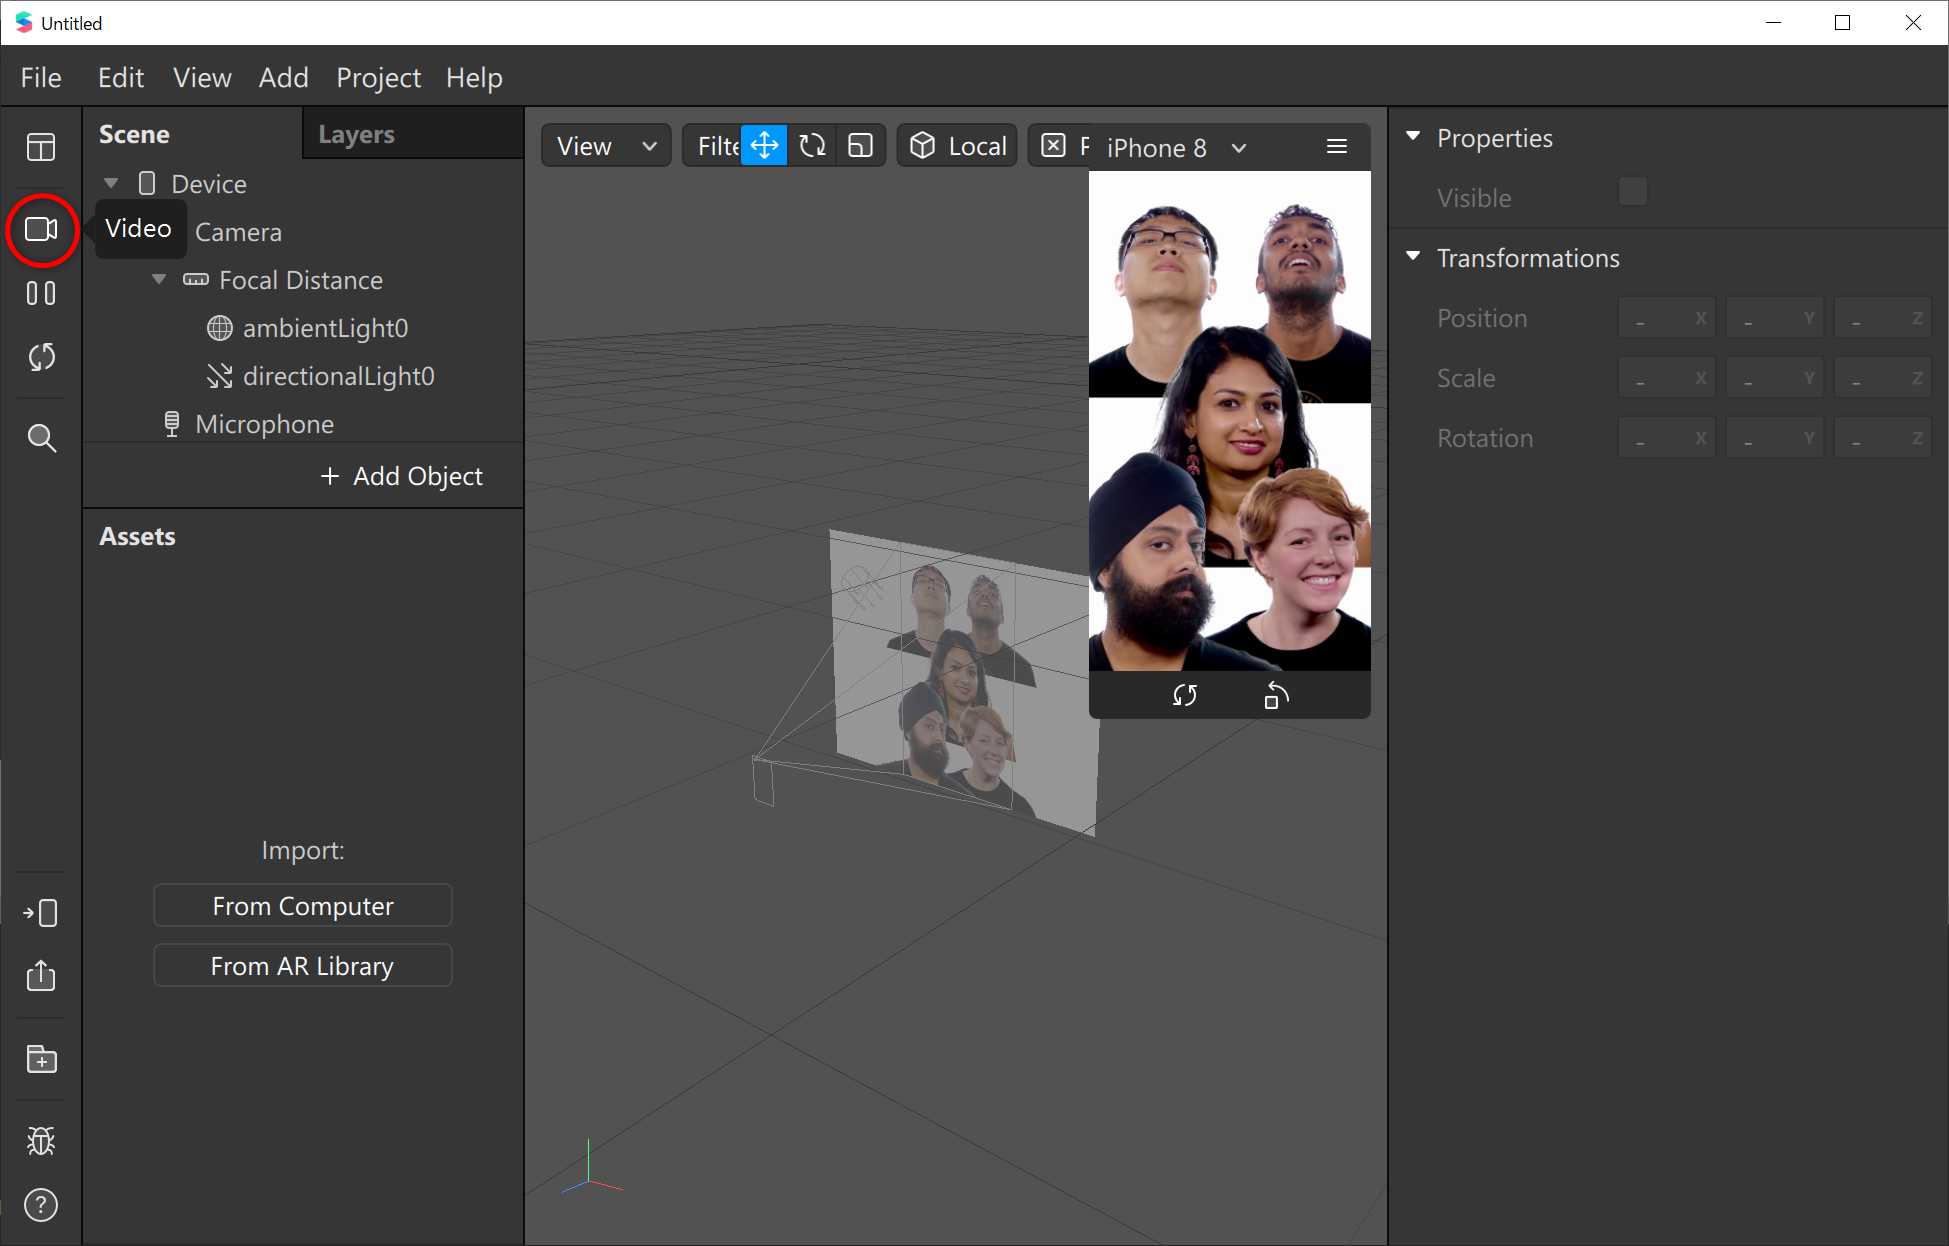 Untitled
File Edit View Add Project Help
Scene Layers
Device
Video
Camera
Focal Distance
ambientLight0
directionalLight0
Microphone
+ Add Object
Assets
Import:
From Computer
From AR Library
View Filte Local P
iPhone 8
Properties
Visible
Transformations
Position - X - Y - Z
Scale - X - Y - Z
Rotation - X - Y - Z
?